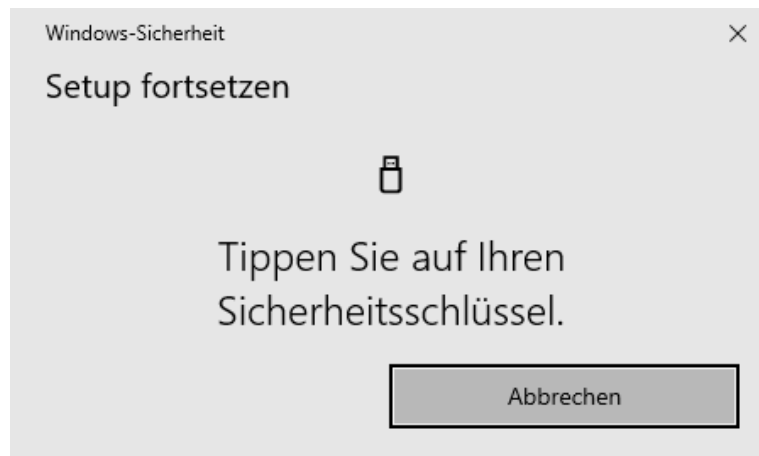 Windows-Sicherheit
Setup fortsetzen
Tippen Sie auf Ihren
Sicherheitsschlüssel.
Abbrechen